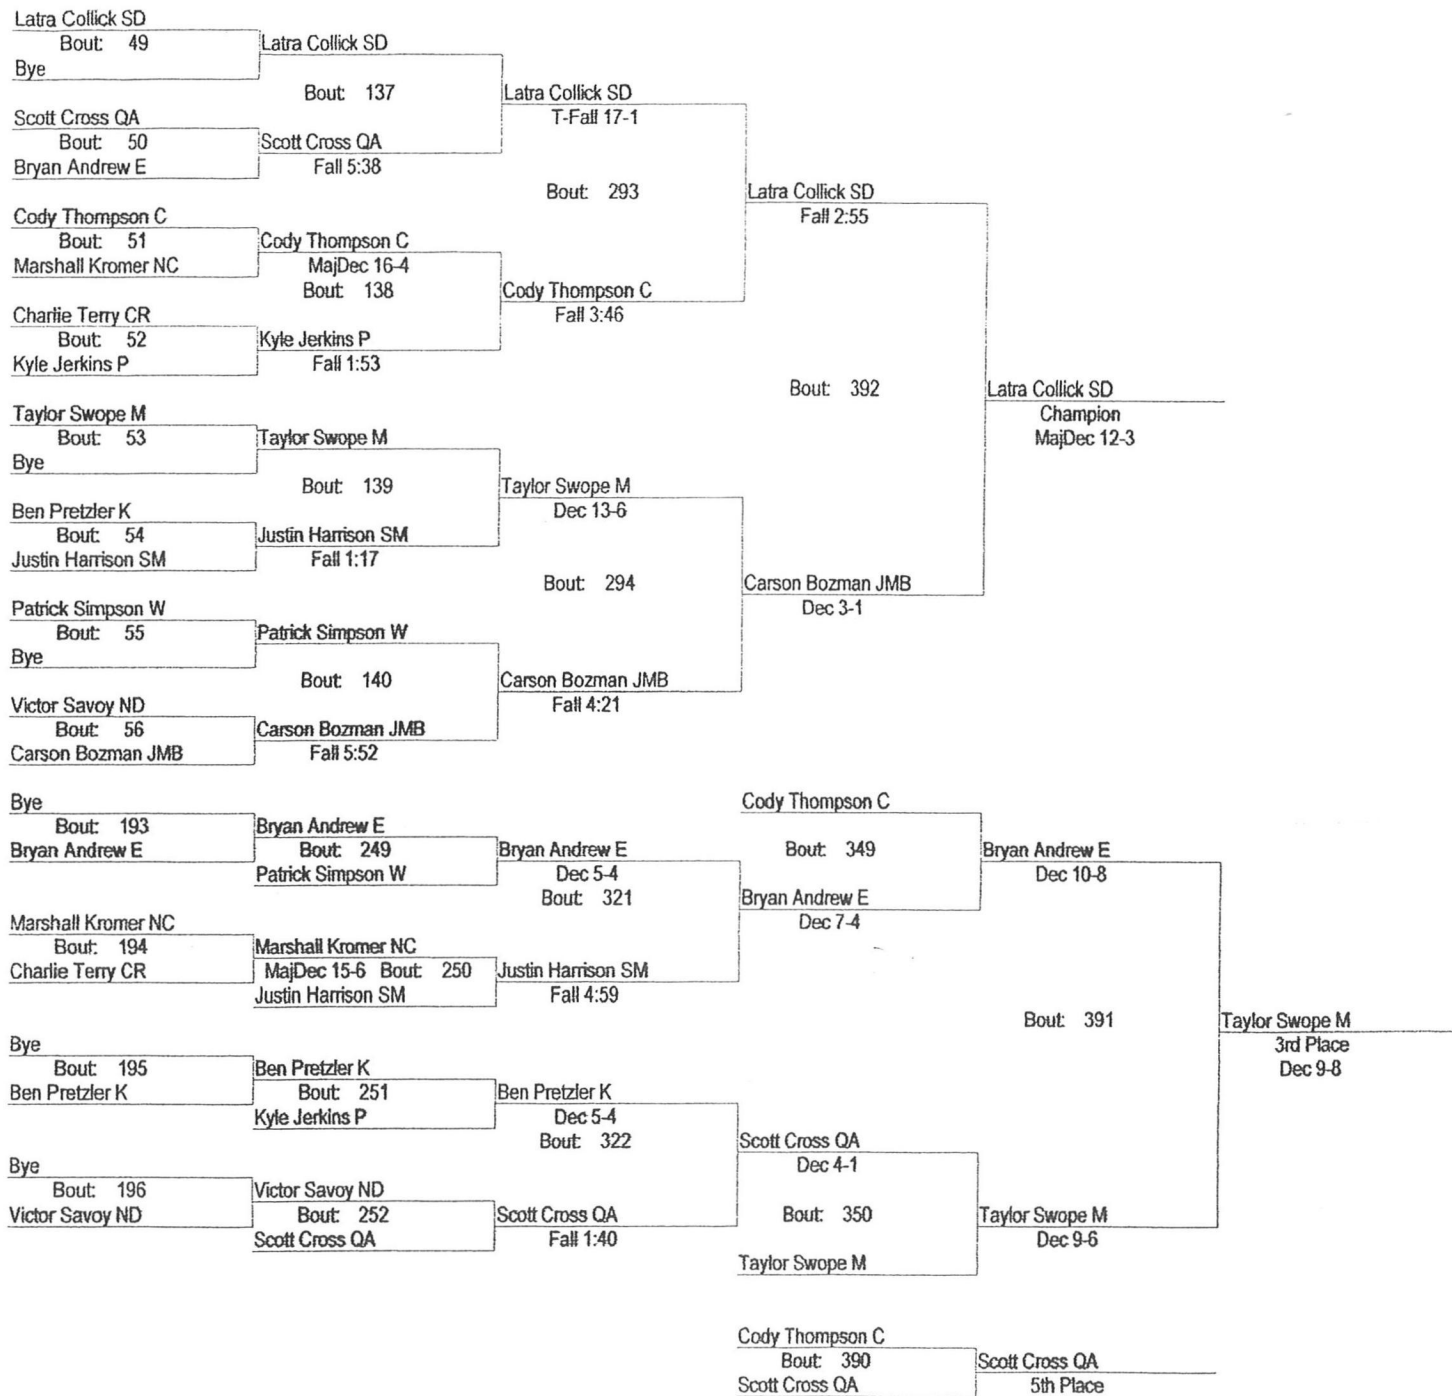 Latra Collick SD
Bout: 49
Bye
Latra Collick SD
Bout: 137
Scott Cross QA
Bout: 50
Bryan Andrew E
Scott Cross QA
Fall 5:38
Latra Collick SD
T-Fall 17-1
Bout: 293
Cody Thompson C
Bout: 51
Marshall Kromer NC
Cody Thompson C
MajDec 16-4
Bout: 138
Charlie Terry CR
Bout: 52
Kyle Jerkins P
Kyle Jerkins P
Fall 1:53
Cody Thompson C
Fall 3:46
Latra Collick SD
Fall 2:55
Bout: 392
Latra Collick SD
Champion
MajDec 12-3
Taylor Swope M
Bout: 53
Bye
Taylor Swope M
Bout: 139
Ben Pretzler K
Bout: 54
Justin Harrison SM
Justin Harrison SM
Fall 1:17
Taylor Swope M
Dec 13-6
Bout: 294
Patrick Simpson W
Bout: 55
Bye
Patrick Simpson W
Bout: 140
Victor Savoy ND
Bout: 56
Carson Bozman JMB
Carson Bozman JMB
Fall 5:52
Carson Bozman JMB
Fall 4:21
Carson Bozman JMB
Dec 3-1
Bye
Bout: 193
Bryan Andrew E
Bryan Andrew E
Bout: 249
Patrick Simpson W
Bryan Andrew E
Dec 5-4
Bout: 321
Marshall Kromer NC
Bout: 194
Charlie Terry CR
Marshall Kromer NC
MajDec 15-6 Bout: 250
Justin Harrison SM
Justin Harrison SM
Fall 4:59
Cody Thompson C
Bout: 349
Bryan Andrew E
Dec 7-4
Bryan Andrew E
Dec 10-8
Bout: 391
Taylor Swope M
3rd Place
Dec 9-8
Bye
Bout: 195
Ben Pretzler K
Ben Pretzler K
Bout: 251
Kyle Jerkins P
Ben Pretzler K
Dec 5-4
Bout: 322
Bye
Bout: 196
Victor Savoy ND
Victor Savoy ND
Bout: 252
Scott Cross QA
Scott Cross QA
Fall 1:40
Scott Cross QA
Dec 4-1
Bout: 350
Taylor Swope M
Taylor Swope M
Dec 9-6
Cody Thompson C
Bout: 390
Scott Cross QA
Scott Cross QA
5th Place